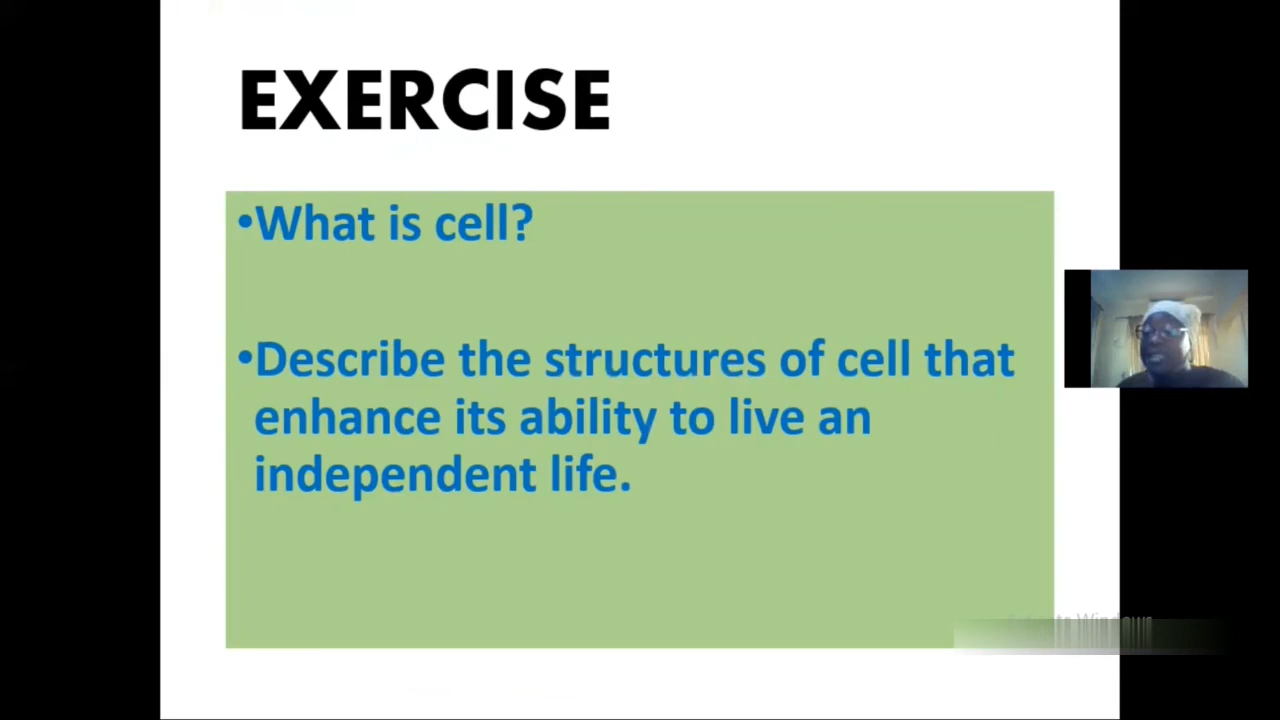 EXERCISE
•What is cell?
•Describe the structures of cell that
enhance its ability to live an
independent life.